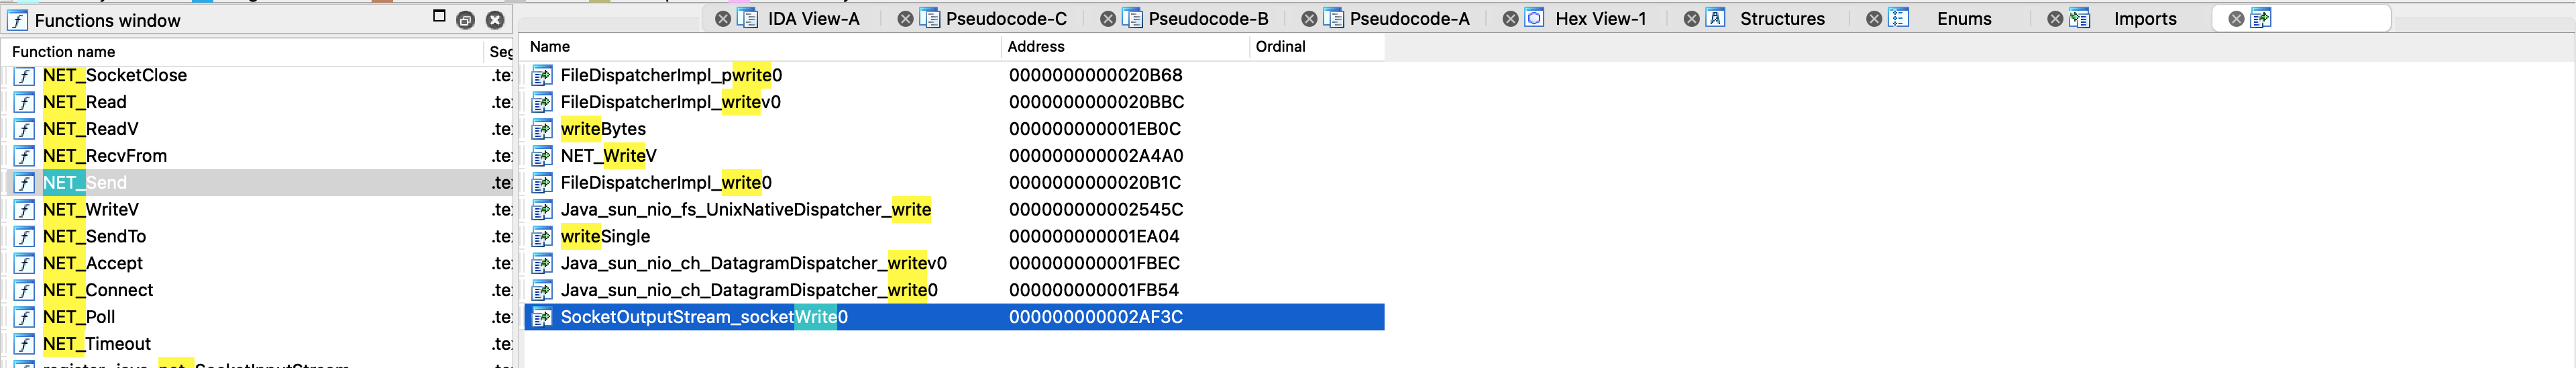 Functions window
IDA View-A Pseudocode-C Pseudocode-B Pseudocode-A Hex View-1 Structures Enums Imports
Function name Seg
NET_SocketClose .te
NET_Read .te
NET_ReadV .te
NET_RecvFrom .te
NET_Send .te
NET_WriteV .te
NET_SendTo .te
NET_Accept .te
NET_Connect .te
NET_Poll .te
NET_Timeout .te
register_java_net_SocketInputStream
Name Address Ordinal
FileDispatcherImpl_pwrite0 0000000000020B68
FileDispatcherImpl_writev0 0000000000020BBC
writeBytes 000000000001EB0C
NET_WriteV 000000000002A4A0
FileDispatcherImpl_write0 0000000000020B1C
Java_sun_nio_fs_UnixNativeDispatcher_write 000000000002545C
writeSingle 000000000001EA04
Java_sun_nio_ch_DatagramDispatcher_writev0 000000000001FBEC
Java_sun_nio_ch_DatagramDispatcher_write0 000000000001FB54
SocketOutputStream_socketWrite0 000000000002AF3C